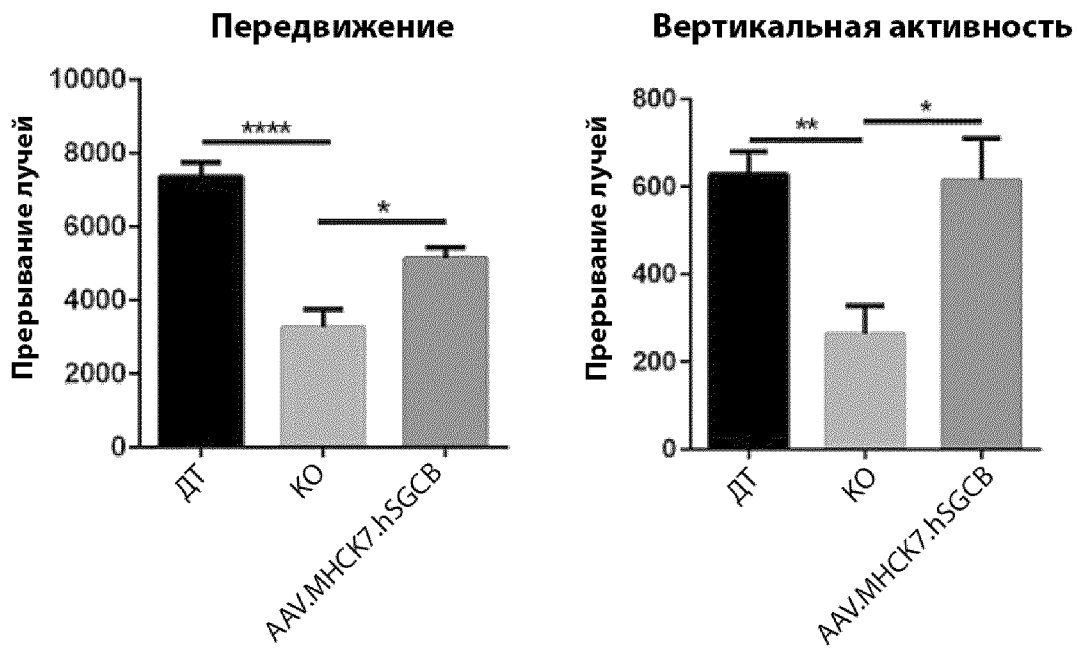 Передвижение
Прерывание лучей
10000
8000
6000
4000
2000
0
****
*
ДТ
КО
AAV.MHCK7.hSGCB
Вертикальная активность
Прерывание лучей
800
600
400
200
0
**
*
ДТ
КО
AAV.MHCK7.hSGCB